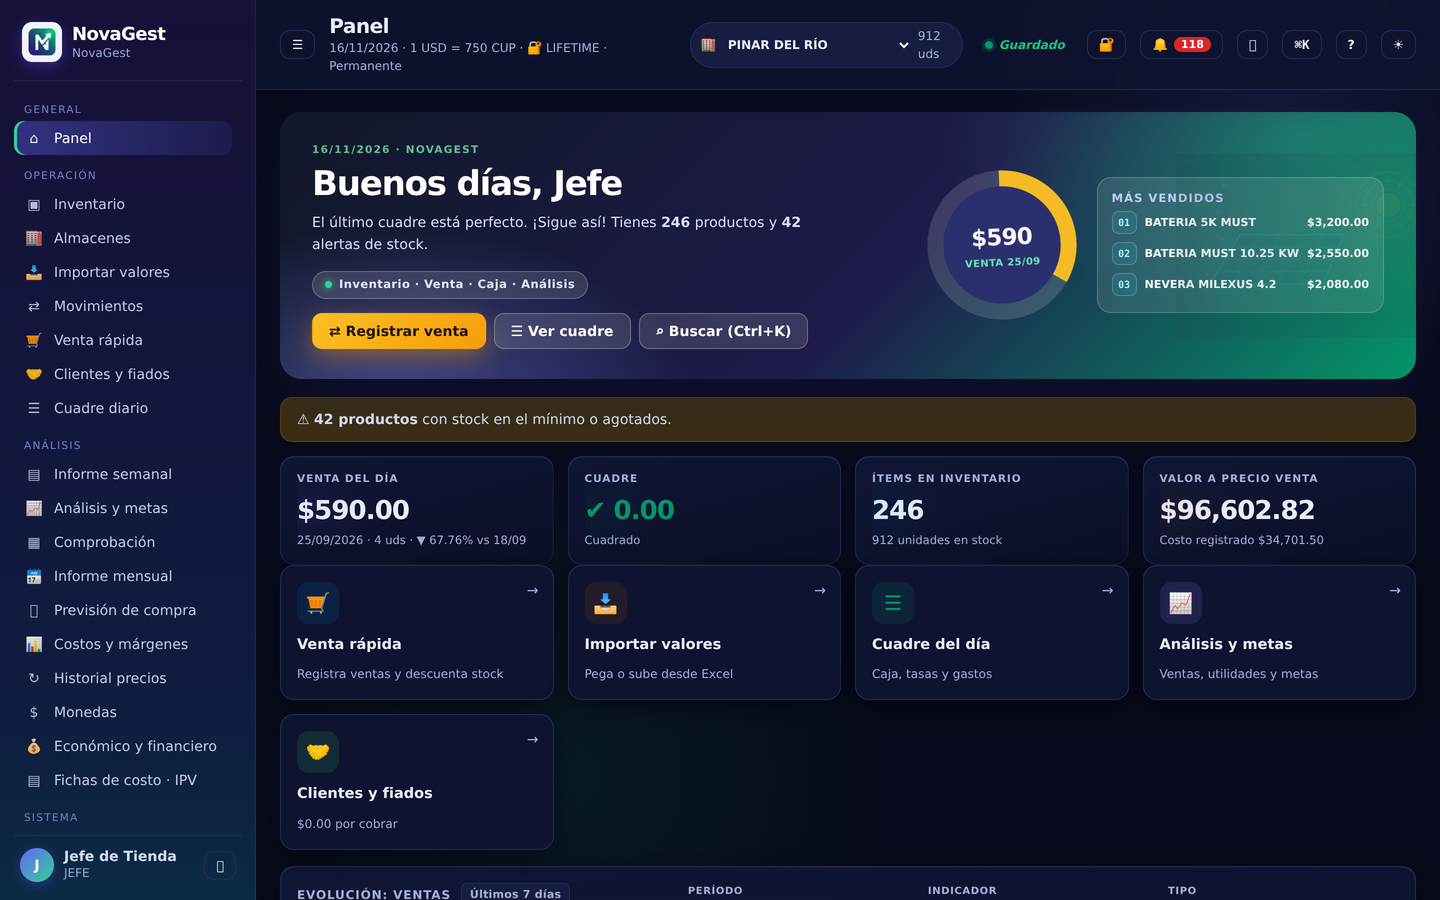 NovaGest
NovaGest
GENERAL
Panel
OPERACIÓN
Inventario
Almacenes
Importar valores
Movimientos
Venta rápida
Clientes y fiados
Cuadre diario
ANÁLISIS
Informe semanal
Análisis y metas
Comprobación
Informe mensual
Previsión de compra
Costos y márgenes
Historial precios
$ Monedas
Económico y financiero
Fichas de costo · IPV
SISTEMA
J
Jefe de Tienda
JEFE
Panel
16/11/2026 · 1 USD = 750 CUP · 🔐 LIFETIME ·
Permanente
PINAR DEL RÍO
912
uds
Guardado
118
⌘K
?
16/11/2026 · NOVAGEST
Buenos días, Jefe
El último cuadre está perfecto. ¡Sigue así! Tienes 246 productos y 42
alertas de stock.
Inventario · Venta · Caja · Análisis
⇄ Registrar venta
☰ Ver cuadre
⌕ Buscar (Ctrl+K)
$590
VENTA 25/09
MÁS VENDIDOS
01 BATERIA 5K MUST $3,200.00
02 BATERIA MUST 10.25 KW $2,550.00
03 NEVERA MILEXUS 4.2 $2,080.00
⚠ 42 productos con stock en el mínimo o agotados.
VENTA DEL DÍA
$590.00
25/09/2026 · 4 uds · ▼ 67.76% vs 18/09
CUADRE
✔ 0.00
Cuadrado
ÍTEMS EN INVENTARIO
246
912 unidades en stock
VALOR A PRECIO VENTA
$96,602.82
Costo registrado $34,701.50
→
Venta rápida
Registra ventas y descuenta stock
→
Importar valores
Pega o sube desde Excel
→
Cuadre del día
Caja, tasas y gastos
→
Análisis y metas
Ventas, utilidades y metas
→
Clientes y fiados
$0.00 por cobrar
EVOLUCIÓN: VENTAS
Últimos 7 días
PERÍODO
INDICADOR
TIPO